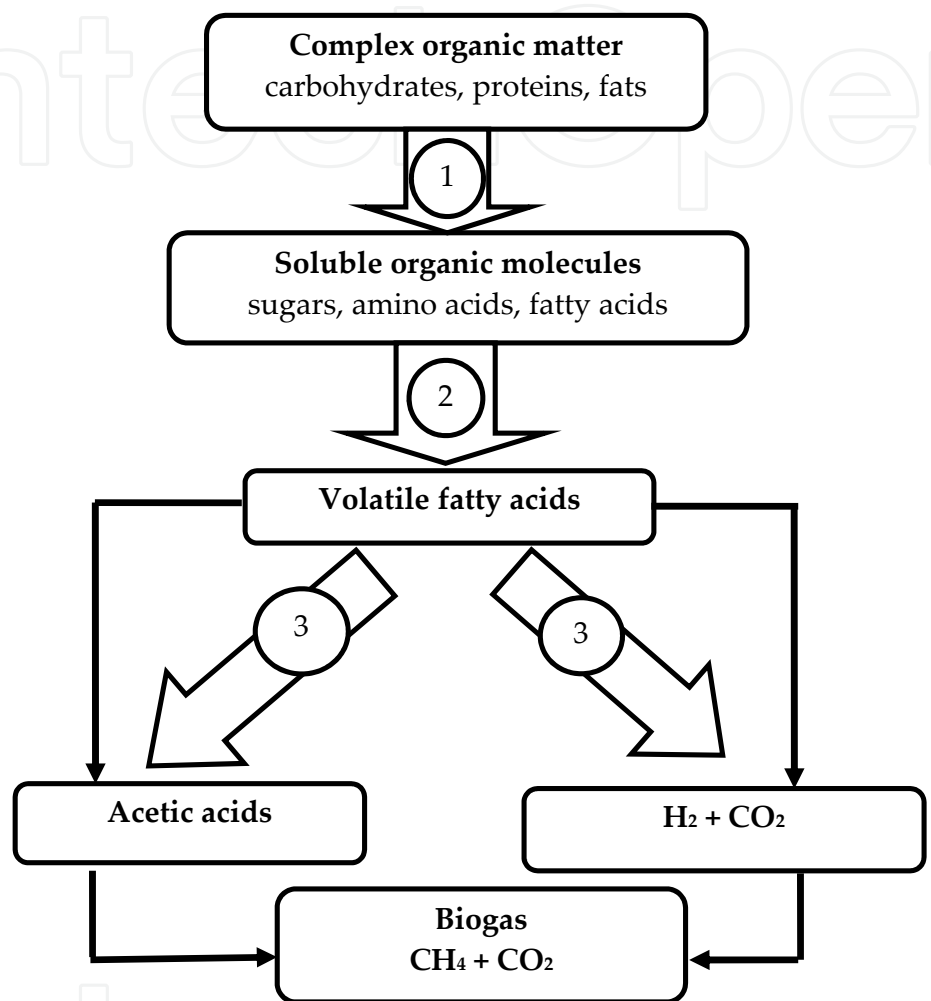 Complex organic matter
carbohydrates, proteins, fats
1
Soluble organic molecules
sugars, amino acids, fatty acids
2
Volatile fatty acids
3
3
Acetic acids
H₂ + CO₂
Biogas
CH₄ + CO₂